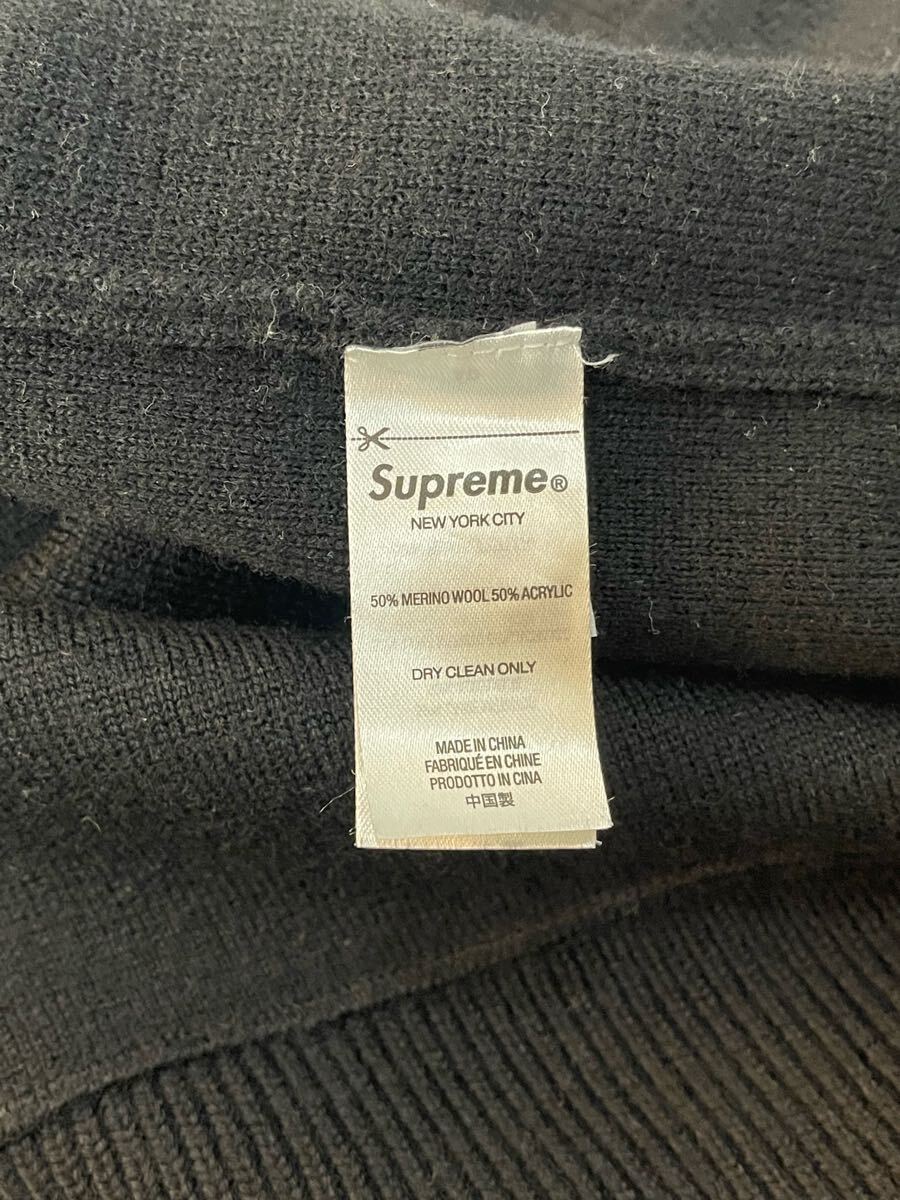 Supreme®
NEW YORK CITY
50% MERINO WOOL 50% ACRYLIC
DRY CLEAN ONLY
MADE IN CHINA
FABRIQUÉ EN CHINE
PRODOTTO IN CINA
中国製